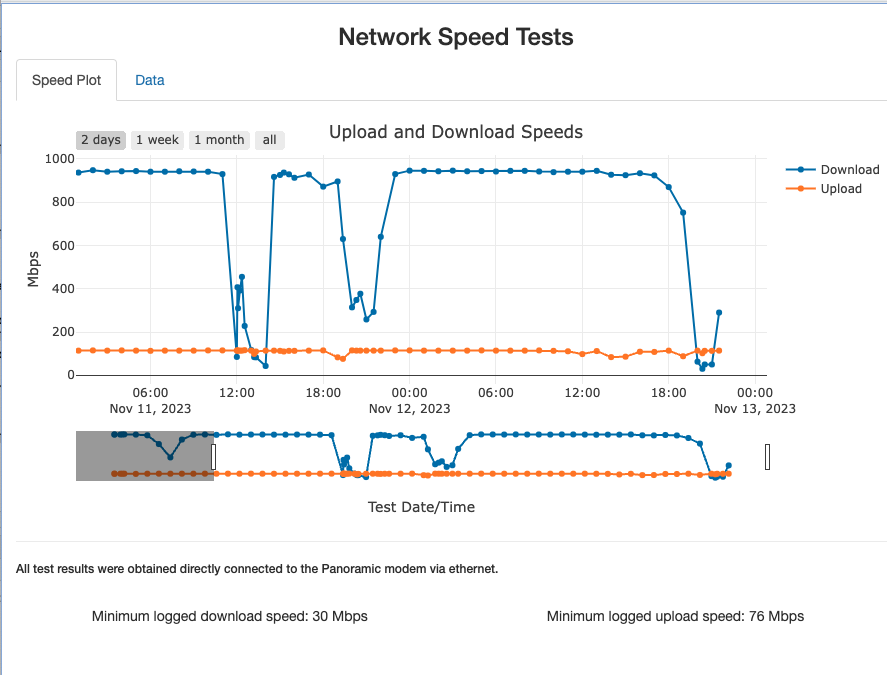 Network Speed Tests
Speed Plot Data
Upload and Download Speeds
2 days 1 week 1 month all
1000
800
600
400
200
0
Mbps
Download
Upload
06:00 12:00 18:00 00:00 06:00 12:00 18:00 00:00
Nov 11, 2023 Nov 12, 2023 Nov 13, 2023
Test Date/Time
All test results were obtained directly connected to the Panoramic modem via ethernet.
Minimum logged download speed: 30 Mbps Minimum logged upload speed: 76 Mbps